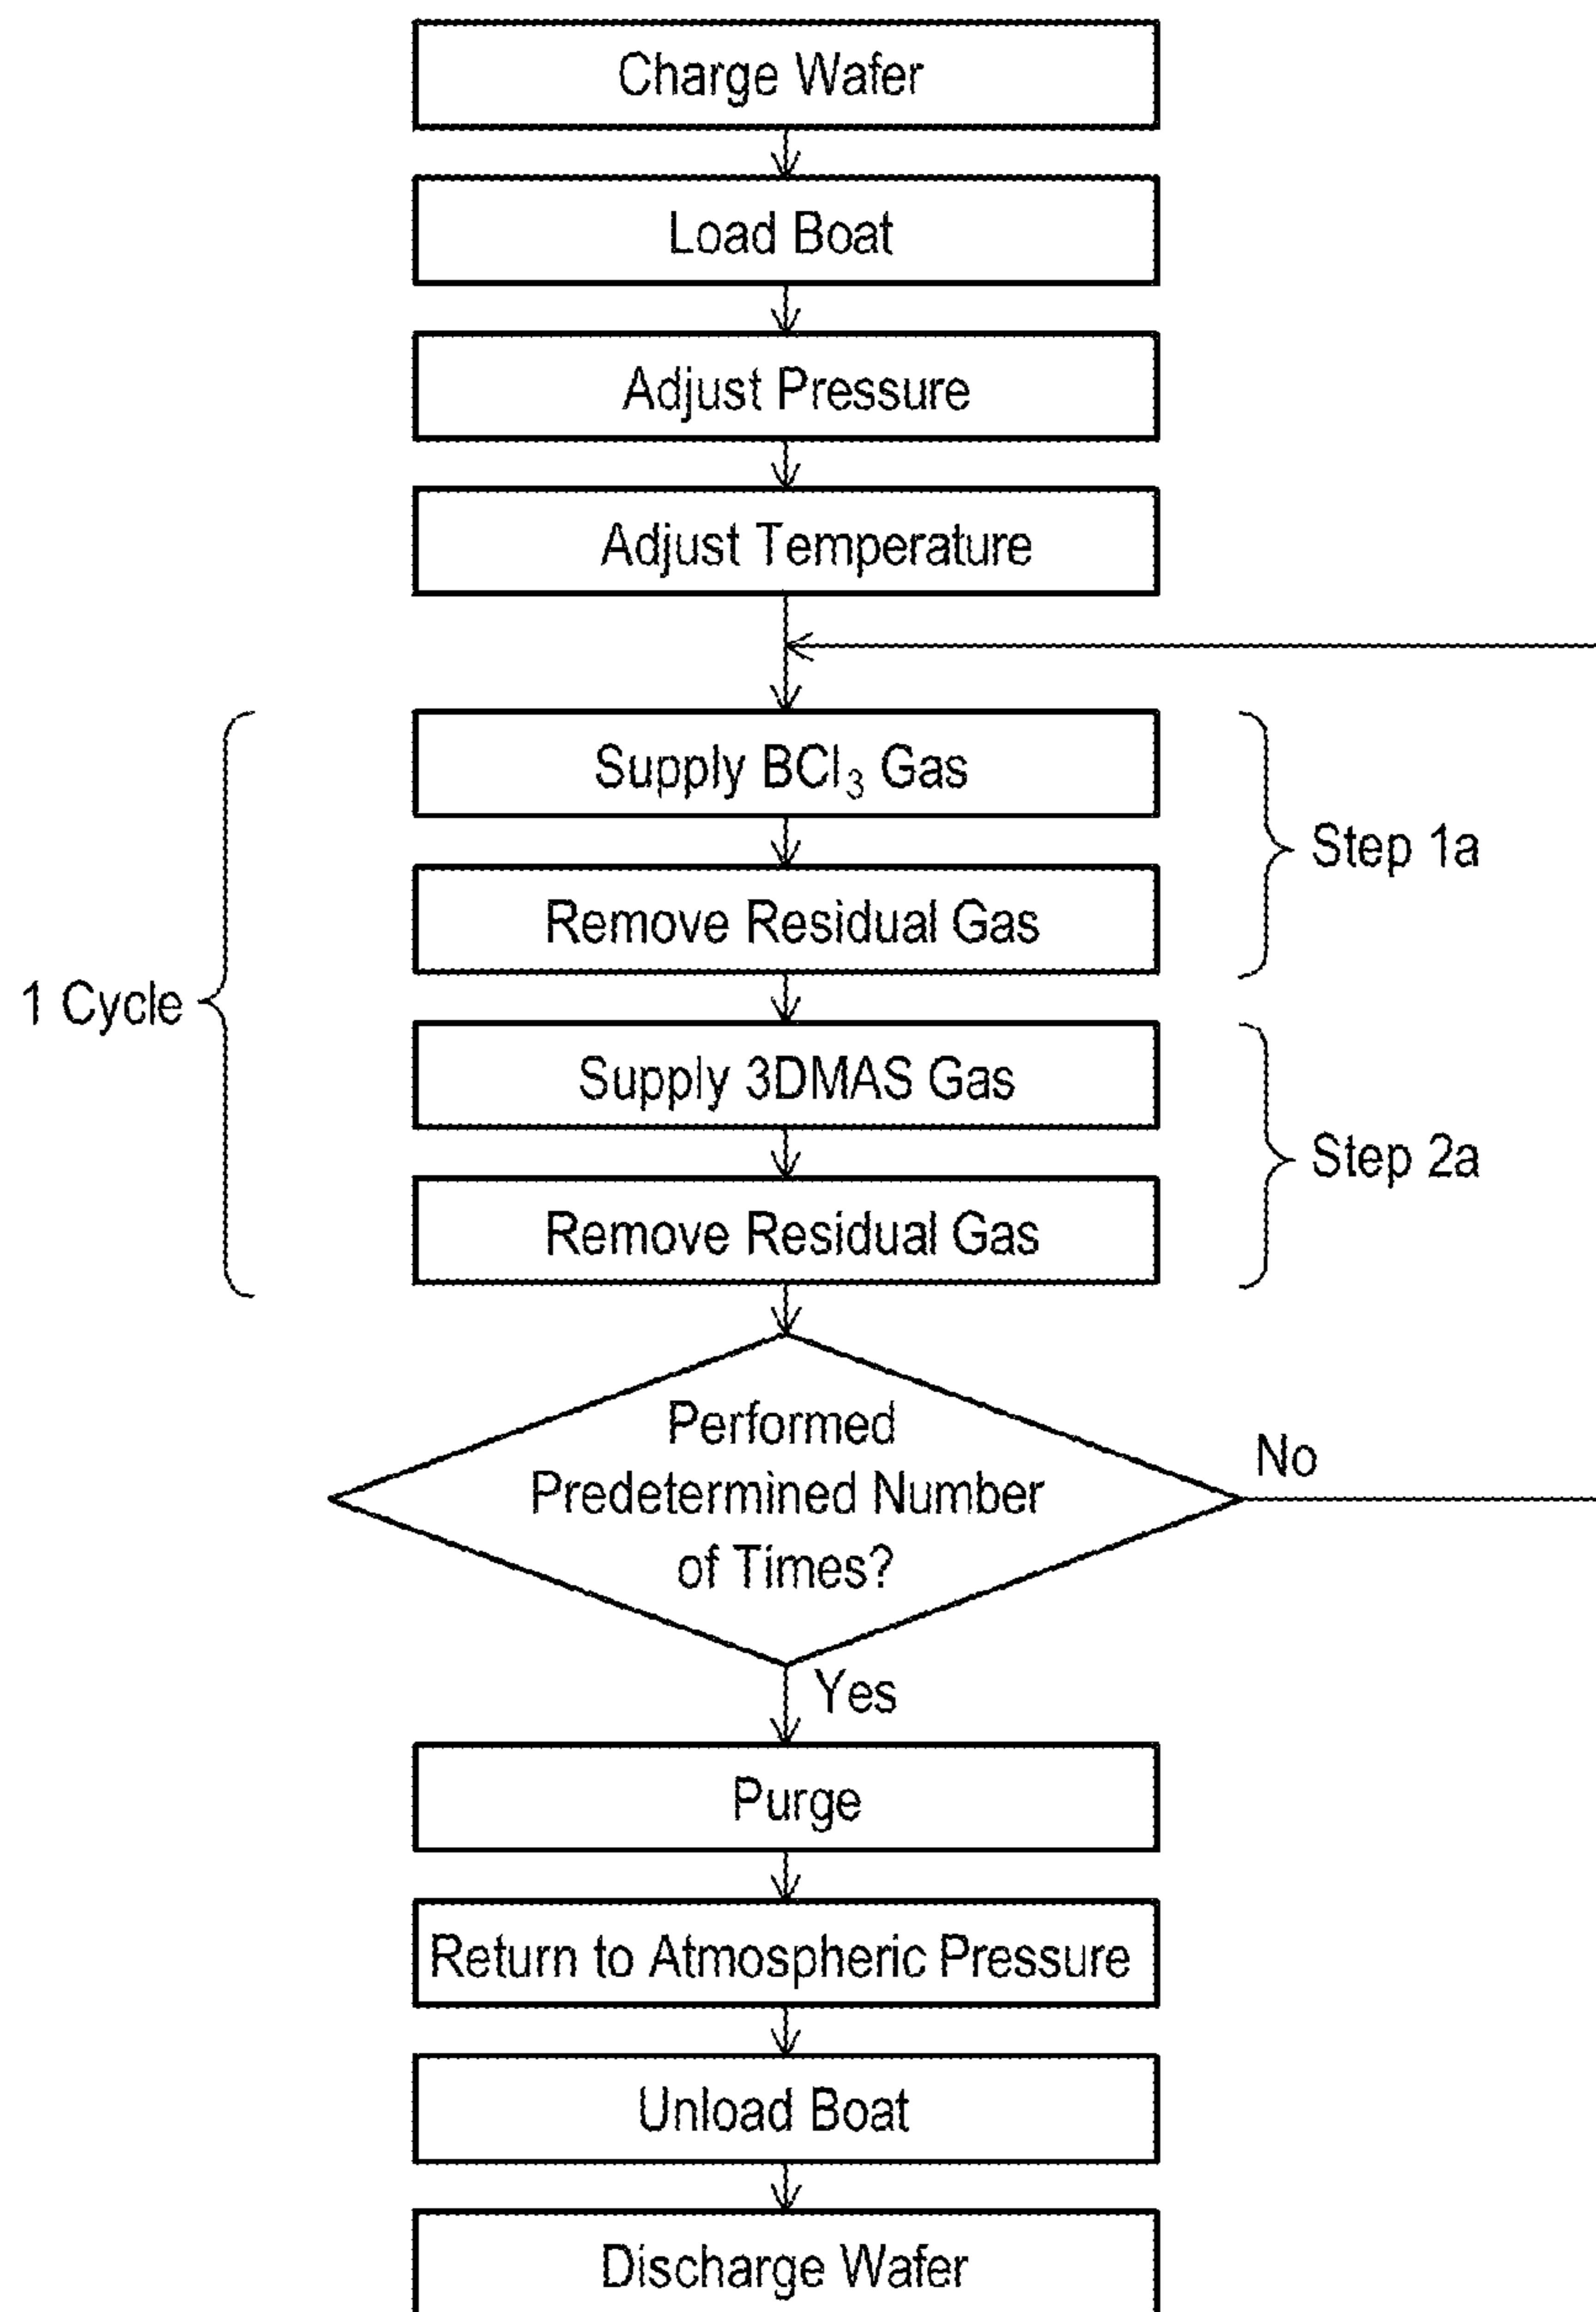 Charge Wafer
Load Boat
Adjust Pressure
Adjust Temperature
Supply BCl₃ Gas
Remove Residual Gas
Step 1a
1 Cycle
Supply 3DMAS Gas
Remove Residual Gas
Step 2a
Performed
Predetermined Number
of Times?
No
Yes
Purge
Return to Atmospheric Pressure
Unload Boat
Discharge Wafer